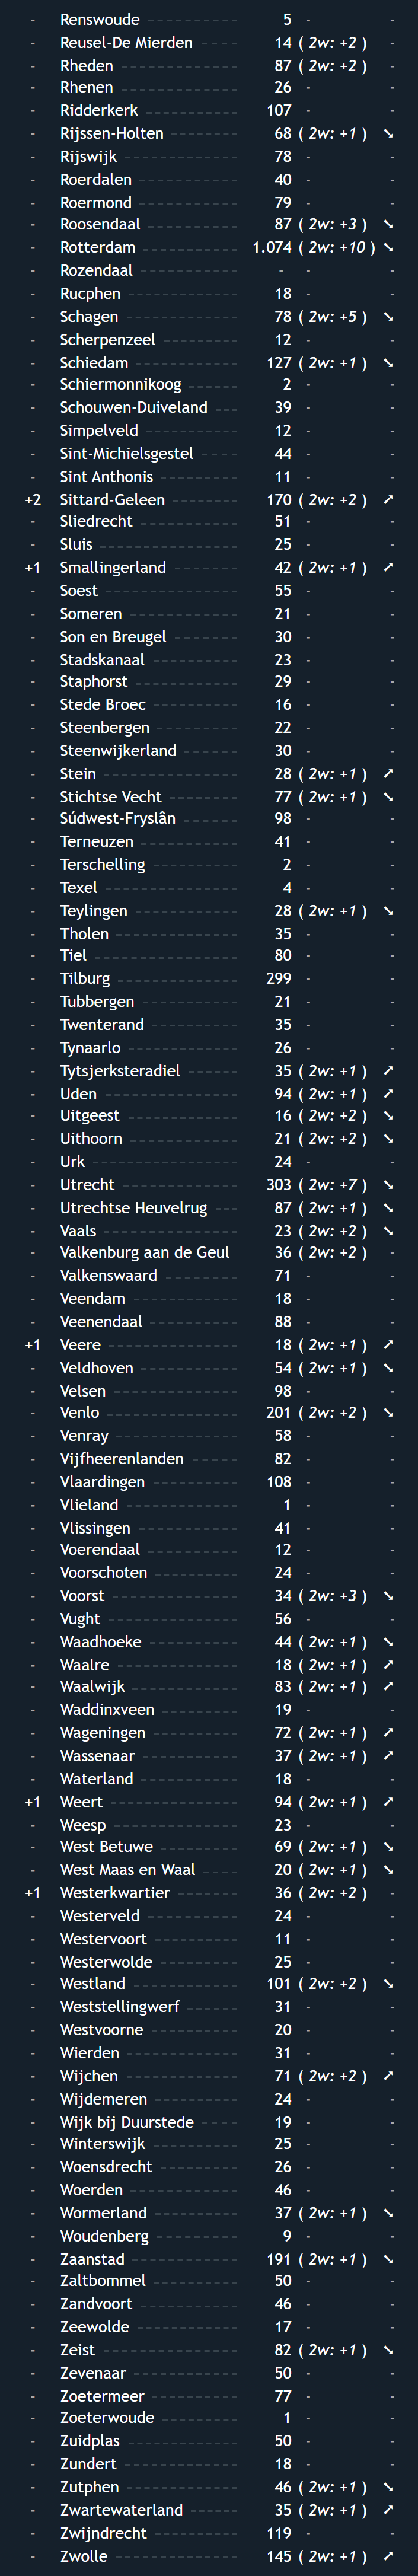 - Renswoude 5 - -
- Reusel-De Mierden 14 ( 2w: +2 ) -
- Rheden 87 ( 2w: +2 ) -
- Rhenen 26 - -
- Ridderkerk 107 - -
- Rijssen-Holten 68 ( 2w: +1 ) ↘
- Rijswijk 78 - -
- Roerdalen 40 - -
- Roermond 79 - -
- Roosendaal 87 ( 2w: +3 ) ↘
- Rotterdam 1.074 ( 2w: +10 ) ↘
- Rozendaal - - -
- Rucphen 18 - -
- Schagen 78 ( 2w: +5 ) ↘
- Scherpenzeel 12 - -
- Schiedam 127 ( 2w: +1 ) ↘
- Schiermonnikoog 2 - -
- Schouwen-Duiveland 39 - -
- Simpelveld 12 - -
- Sint-Michielsgestel 44 - -
- Sint Anthonis 11 - -
+2 Sittard-Geleen 170 ( 2w: +2 ) ↗
- Sliedrecht 51 - -
- Sluis 25 - -
+1 Smallingerland 42 ( 2w: +1 ) ↗
- Soest 55 - -
- Someren 21 - -
- Son en Breugel 30 - -
- Stadskanaal 23 - -
- Staphorst 29 - -
- Stede Broec 16 - -
- Steenbergen 22 - -
- Steenwijkerland 30 - -
- Stein 28 ( 2w: +1 ) ↗
- Stichtse Vecht 77 ( 2w: +1 ) ↘
- Súdwest-Fryslân 98 - -
- Terneuzen 41 - -
- Terschelling 2 - -
- Texel 4 - -
- Teylingen 28 ( 2w: +1 ) ↘
- Tholen 35 - -
- Tiel 80 - -
- Tilburg 299 - -
- Tubbergen 21 - -
- Twenterand 35 - -
- Tynaarlo 26 - -
- Tytsjerksteradiel 35 ( 2w: +1 ) ↗
- Uden 94 ( 2w: +1 ) ↗
- Uitgeest 16 ( 2w: +2 ) ↘
- Uithoorn 21 ( 2w: +2 ) ↘
- Urk 24 - -
- Utrecht 303 ( 2w: +7 ) ↘
- Utrechtse Heuvelrug 87 ( 2w: +1 ) ↘
- Vaals 23 ( 2w: +2 ) ↘
- Valkenburg aan de Geul 36 ( 2w: +2 ) -
- Valkenswaard 71 - -
- Veendam 18 - -
- Veenendaal 88 - -
+1 Veere 18 ( 2w: +1 ) ↗
- Veldhoven 54 ( 2w: +1 ) ↘
- Velsen 98 - -
- Venlo 201 ( 2w: +2 ) ↘
- Venray 58 - -
- Vijfheerenlanden 82 - -
- Vlaardingen 108 - -
- Vlieland 1 - -
- Vlissingen 41 - -
- Voerendaal 12 - -
- Voorschoten 24 - -
- Voorst 34 ( 2w: +3 ) ↘
- Vught 56 - -
- Waadhoeke 44 ( 2w: +1 ) ↘
- Waalre 18 ( 2w: +1 ) ↗
- Waalwijk 83 ( 2w: +1 ) ↗
- Waddinxveen 19 - -
- Wageningen 72 ( 2w: +1 ) ↗
- Wassenaar 37 ( 2w: +1 ) ↗
- Waterland 18 - -
+1 Weert 94 ( 2w: +1 ) ↗
- Weesp 23 - -
- West Betuwe 69 ( 2w: +1 ) ↘
- West Maas en Waal 20 ( 2w: +1 ) ↘
+1 Westerkwartier 36 ( 2w: +2 ) -
- Westerveld 24 - -
- Westervoort 11 - -
- Westerwolde 25 - -
- Westland 101 ( 2w: +2 ) ↘
- Weststellingwerf 31 - -
- Westvoorne 20 - -
- Wierden 31 - -
- Wijchen 71 ( 2w: +2 ) ↗
- Wijdemeren 24 - -
- Wijk bij Duurstede 19 - -
- Winterswijk 25 - -
- Woensdrecht 26 - -
- Woerden 46 - -
- Wormerland 37 ( 2w: +1 ) ↘
- Woudenberg 9 - -
- Zaanstad 191 ( 2w: +1 ) ↘
- Zaltbommel 50 - -
- Zandvoort 46 - -
- Zeewolde 17 - -
- Zeist 82 ( 2w: +1 ) ↘
- Zevenaar 50 - -
- Zoetermeer 77 - -
- Zoeterwoude 1 - -
- Zuidplas 50 - -
- Zundert 18 - -
- Zutphen 46 ( 2w: +1 ) ↘
- Zwartewaterland 35 ( 2w: +1 ) ↗
- Zwijndrecht 119 - -
- Zwolle 145 ( 2w: +1 ) ↗